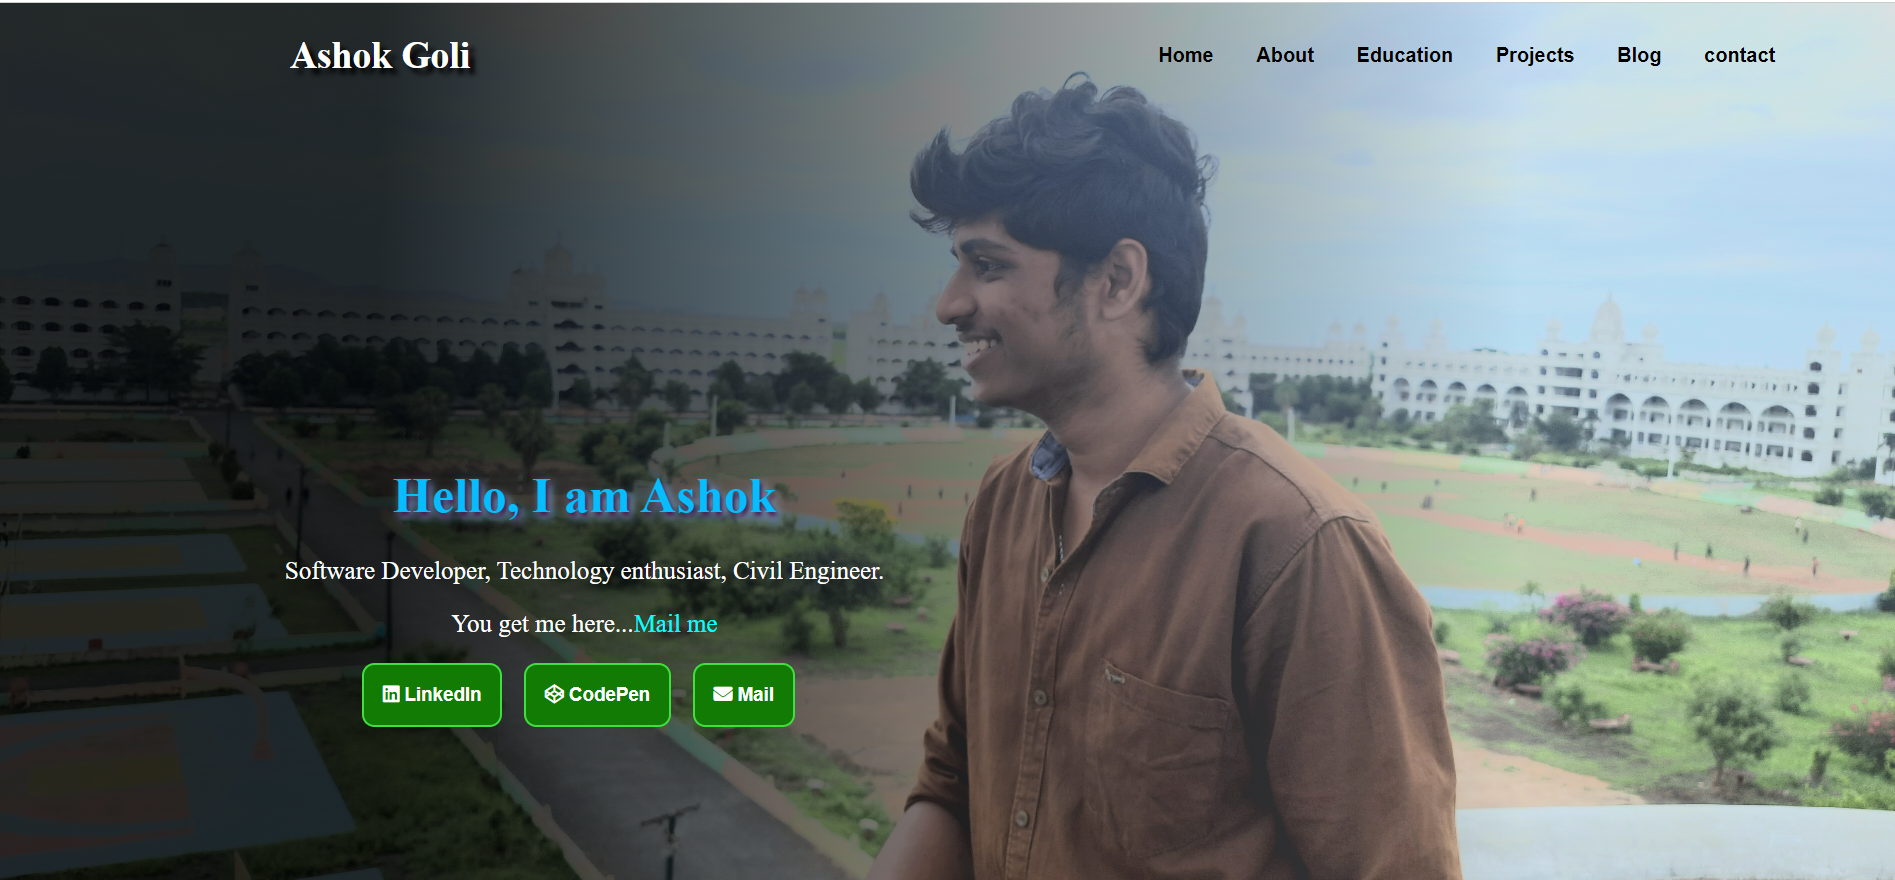 Ashok Goli
Home About Education Projects Blog contact
Hello, I am Ashok
Software Developer, Technology enthusiast, Civil Engineer.
You get me here...Mail me
LinkedIn CodePen Mail